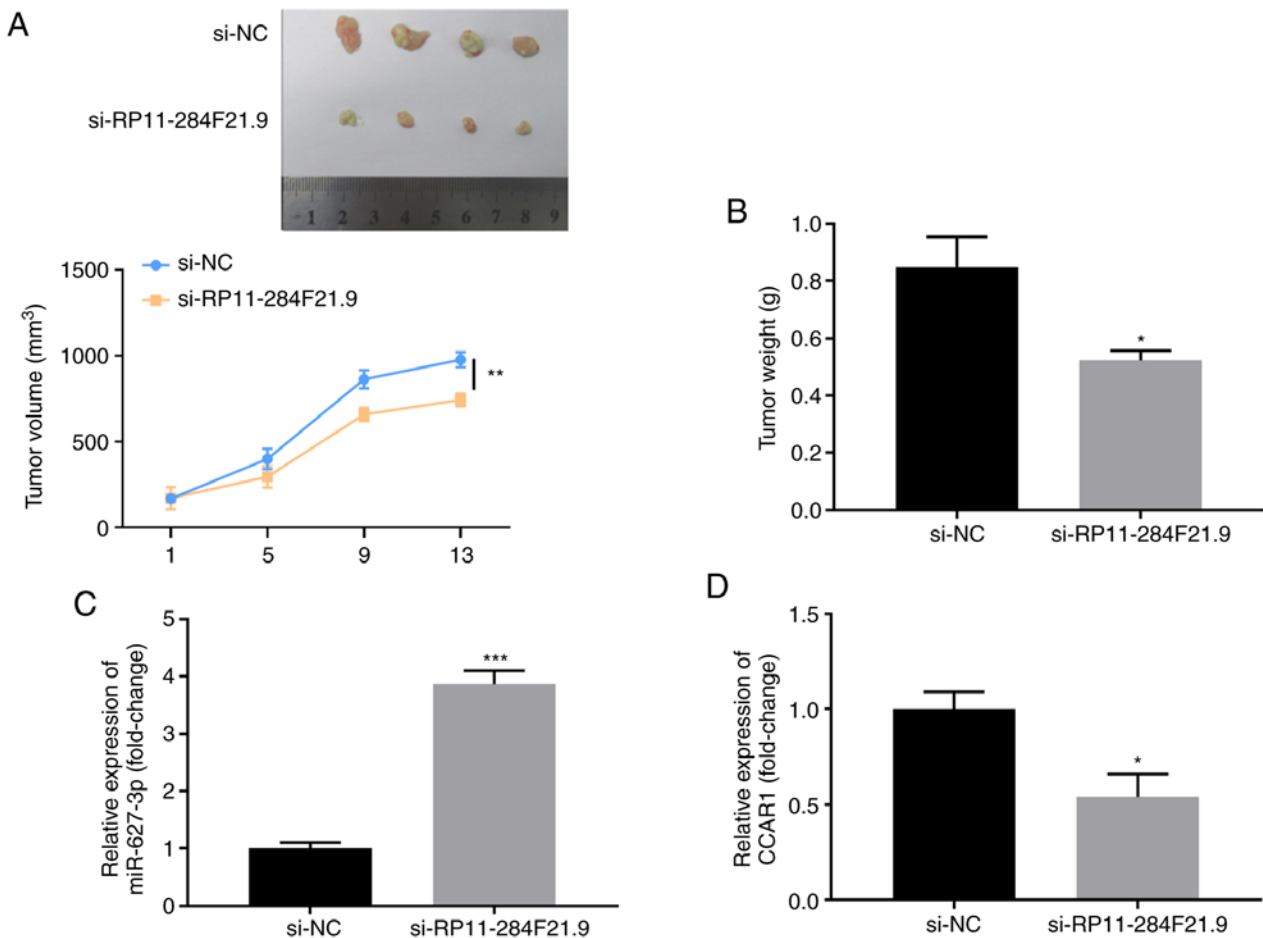 A
si-NC
si-RP11-284F21.9
1 2 3 4 5 6 7 8 9
si-NC
si-RP11-284F21.9
Tumor volume (mm³)
1500
1000
500
0
**
1 5 9 13
B
Tumor weight (g)
1.0
0.8
0.6
0.4
0.2
0.0
*
si-NC si-RP11-284F21.9
C
Relative expression of
miR-627-3p (fold-change)
5
4
3
2
1
0
***
si-NC si-RP11-284F21.9
D
Relative expression of
CCAR1 (fold-change)
1.5
1.0
0.5
0.0
*
si-NC si-RP11-284F21.9